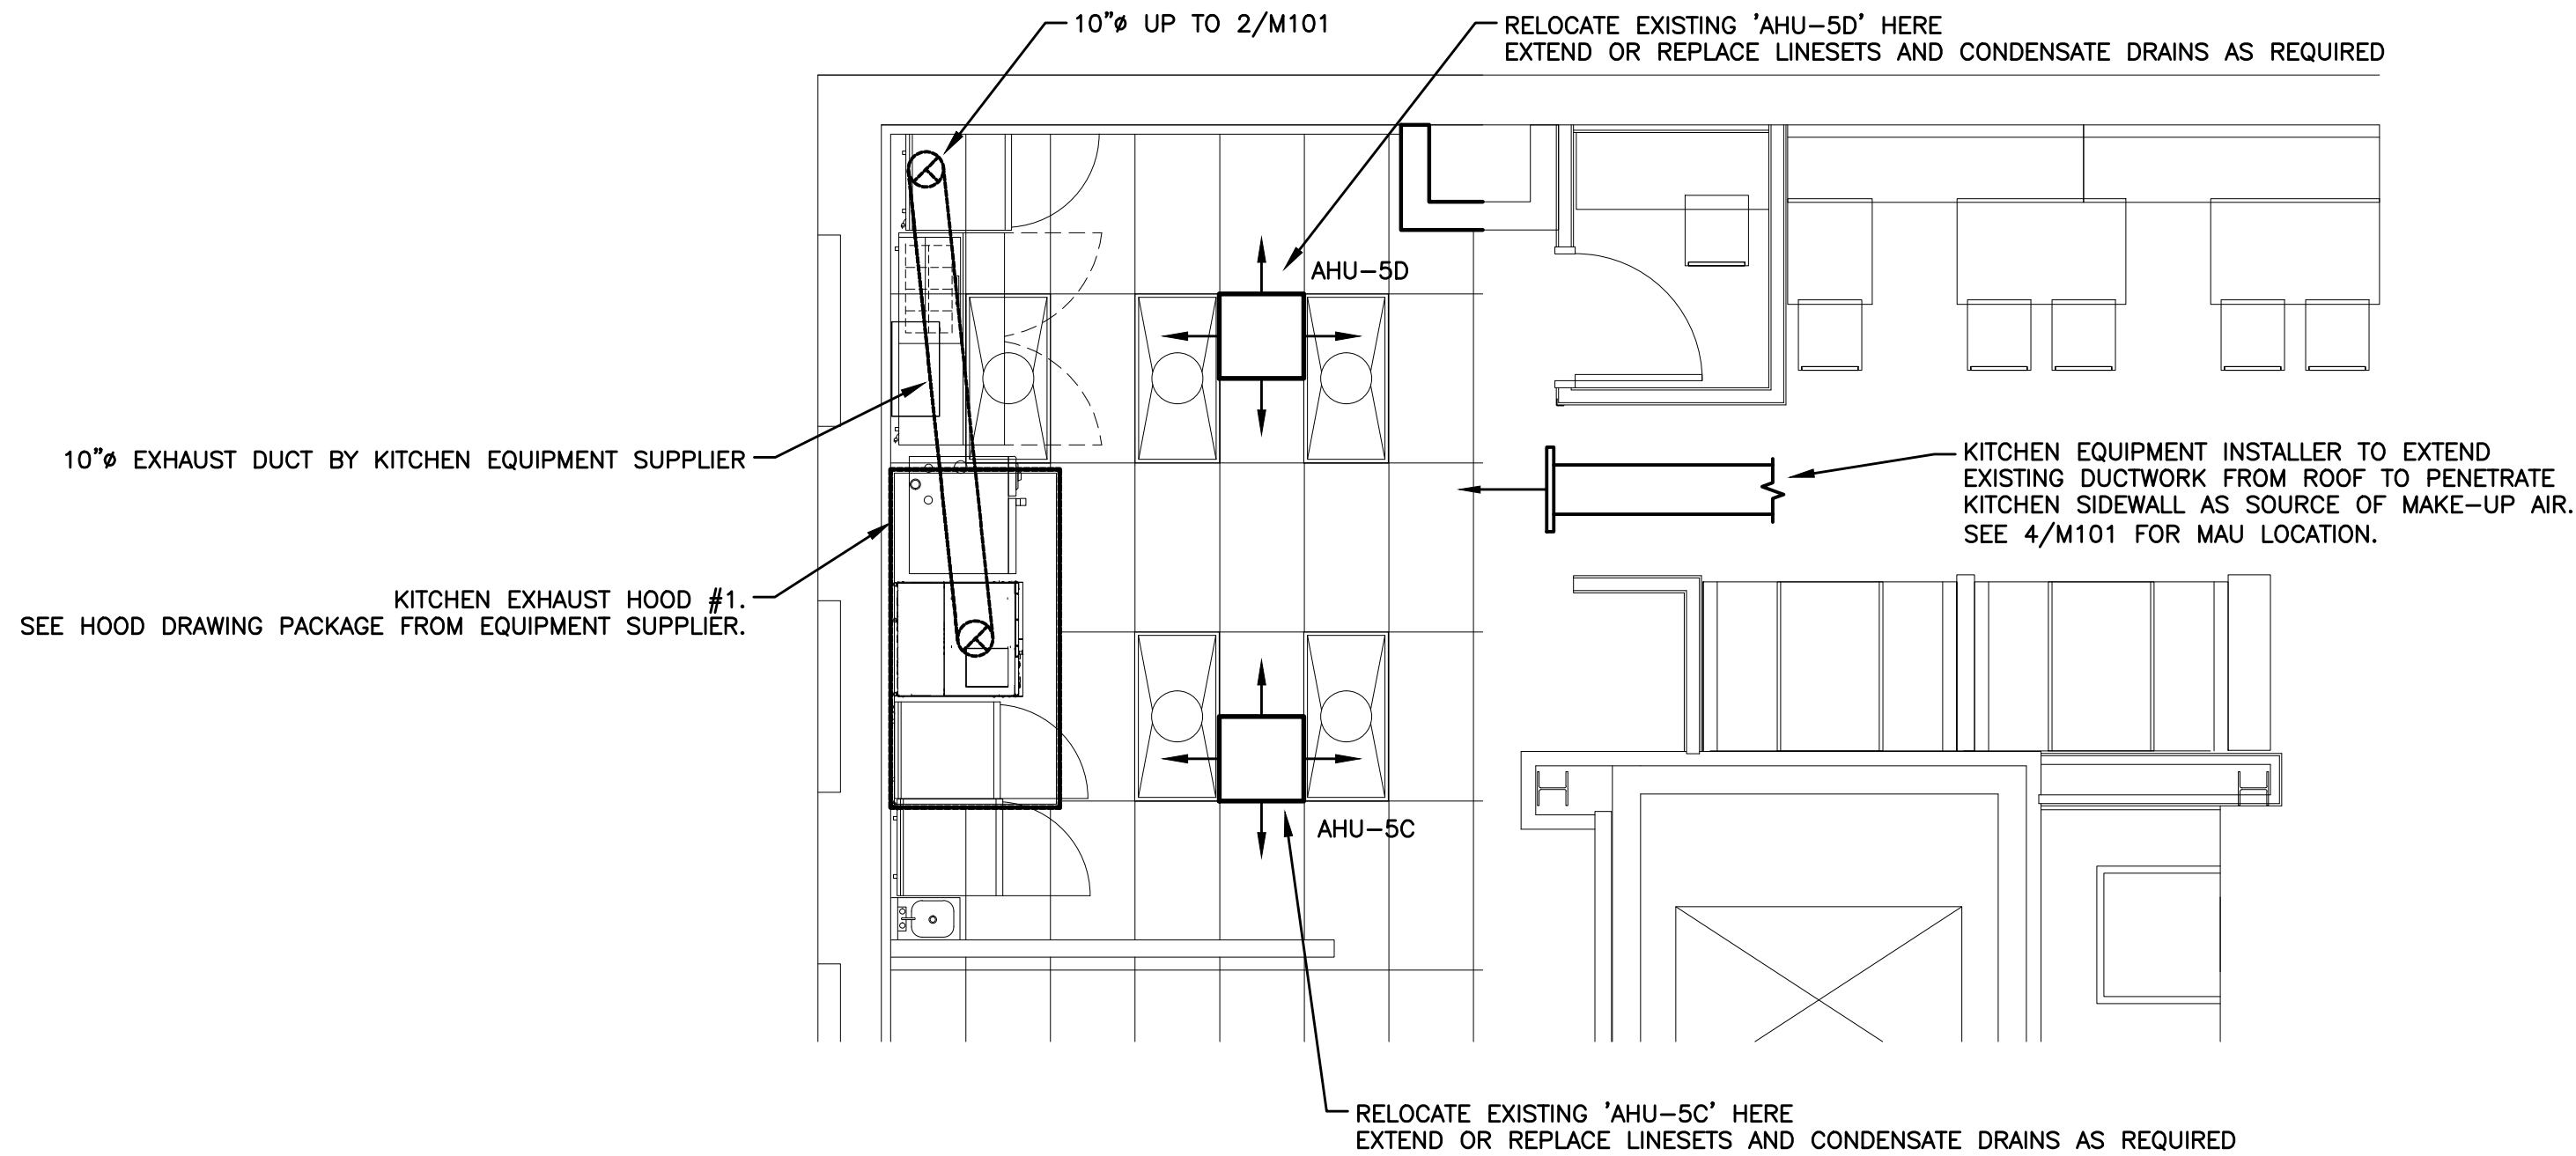 10"ø UP TO 2/M101
RELOCATE EXISTING 'AHU-5D' HERE
EXTEND OR REPLACE LINESETS AND CONDENSATE DRAINS AS REQUIRED
AHU-5D
10"ø EXHAUST DUCT BY KITCHEN EQUIPMENT SUPPLIER
KITCHEN EQUIPMENT INSTALLER TO EXTEND
EXISTING DUCTWORK FROM ROOF TO PENETRATE
KITCHEN SIDEWALL AS SOURCE OF MAKE-UP AIR.
SEE 4/M101 FOR MAU LOCATION.
KITCHEN EXHAUST HOOD #1.
SEE HOOD DRAWING PACKAGE FROM EQUIPMENT SUPPLIER.
AHU-5C
RELOCATE EXISTING 'AHU-5C' HERE
EXTEND OR REPLACE LINESETS AND CONDENSATE DRAINS AS REQUIRED